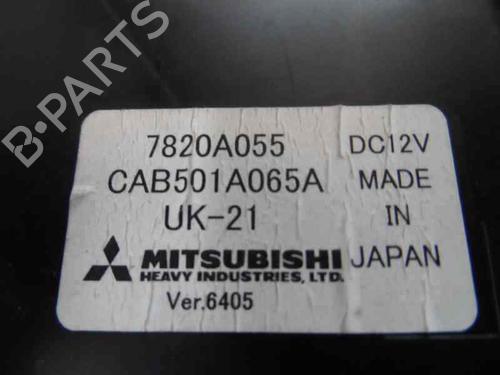 B-PARTS
7820A055 DC12V
CAB501A065A MADE
UK-21 IN
MITSUBISHI JAPAN
HEAVY INDUSTRIES, LTD.
Ver.6405